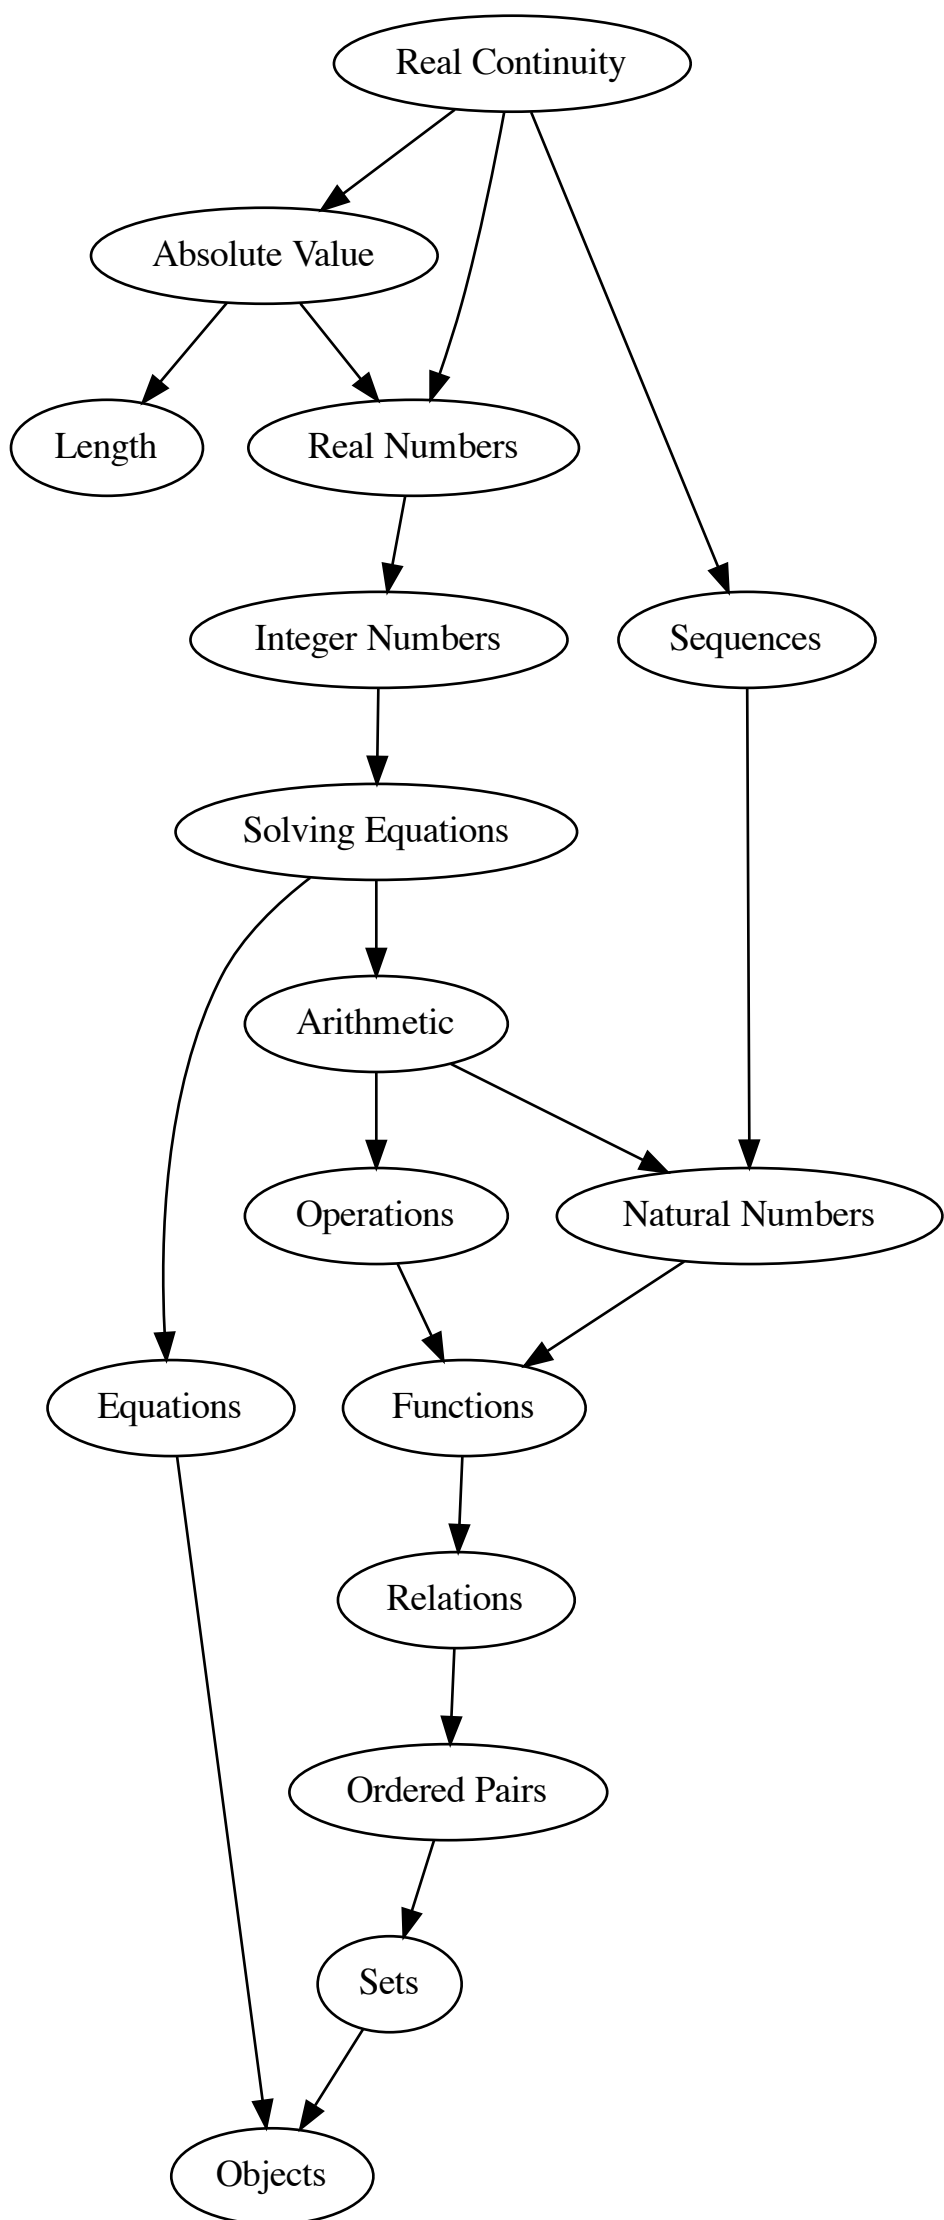 Real Continuity
Absolute Value
Length
Real Numbers
Integer Numbers
Sequences
Solving Equations
Arithmetic
Operations
Natural Numbers
Equations
Functions
Relations
Ordered Pairs
Sets
Objects